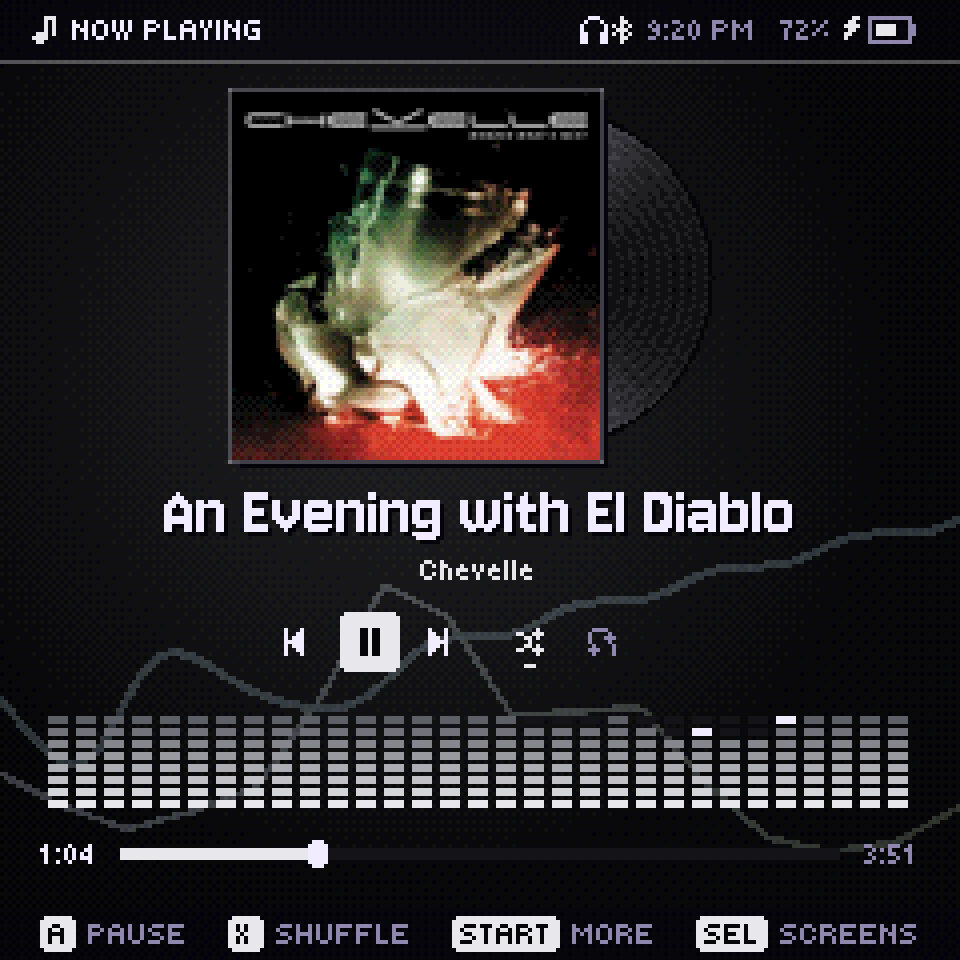 NOW PLAYING
9:20 PM 72%
CHEVELLE
An Evening with El Diablo
Chevelle
1:04
3:51
A PAUSE X SHUFFLE START MORE SEL SCREENS